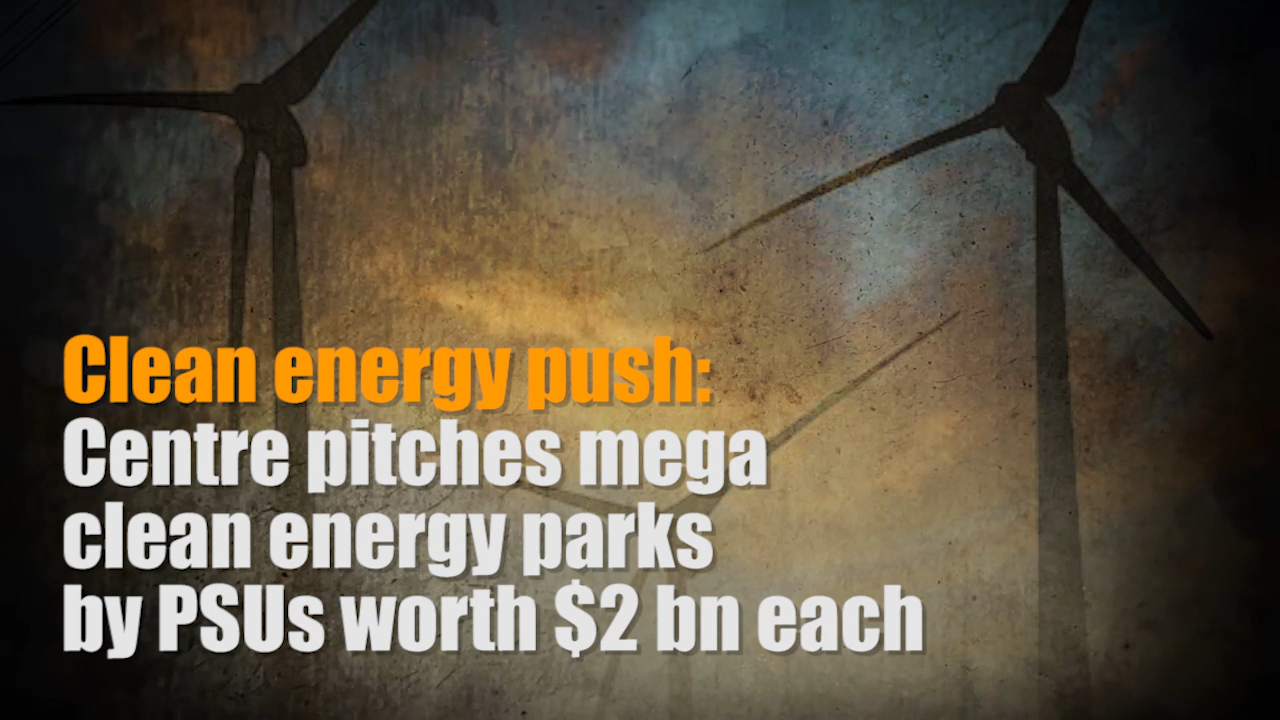 Clean energy push:
Centre pitches mega
clean energy parks
by PSUs worth $2 bn each